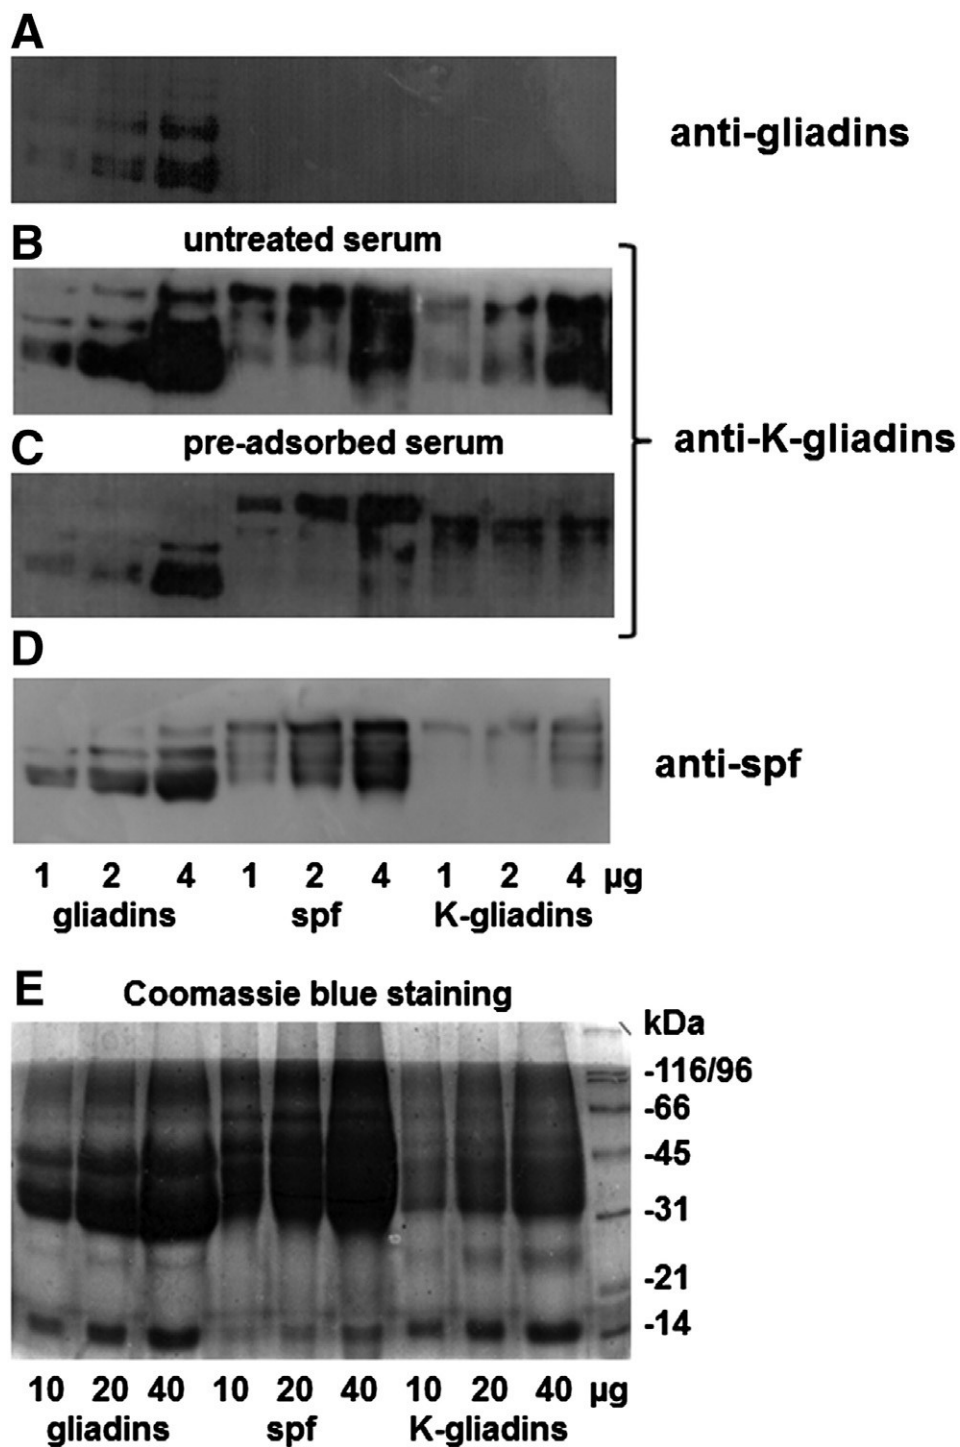 A
anti-gliadins
B
untreated serum
C
pre-adsorbed serum
anti-K-gliadins
D
anti-spf
1 2 4 1 2 4 1 2 4 µg
gliadins spf K-gliadins
E
Coomassie blue staining
kDa
-116/96
-66
-45
-31
-21
-14
10 20 40 10 20 40 10 20 40 µg
gliadins spf K-gliadins